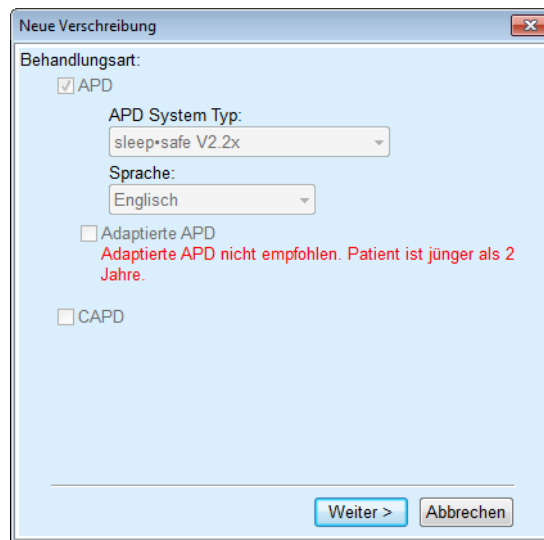 Neue Verschreibung
Behandlungsart:
APD
APD System Typ:
sleep•safe V2.2x
Sprache:
Englisch
Adaptierte APD
Adaptierte APD nicht empfohlen. Patient ist jünger als 2
Jahre.
CAPD
Weiter >
Abbrechen